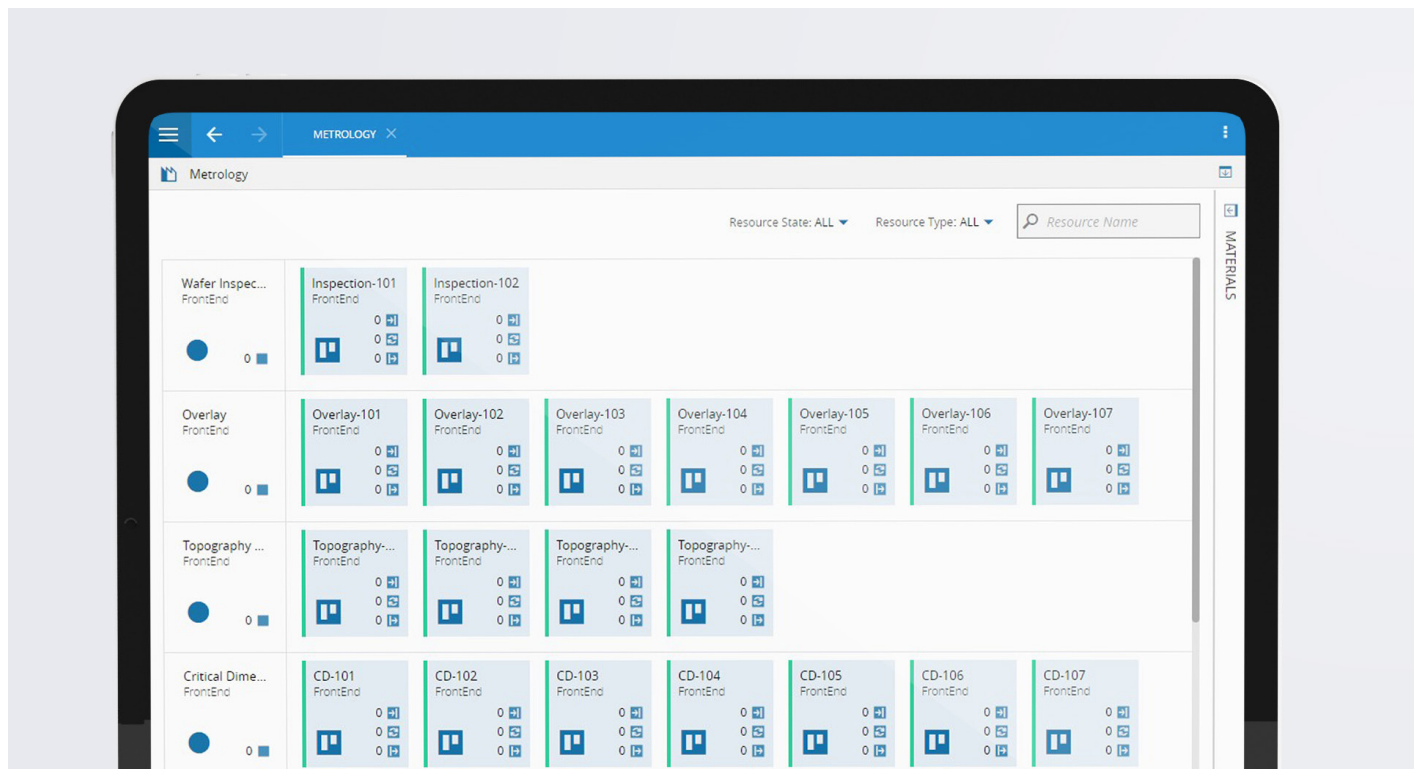 METROLOGY
Metrology
Resource State: ALL Resource Type: ALL Resource Name
MATERIALS
Wafer Inspec...
FrontEnd
0
Inspection-101
FrontEnd
0
0
0
Inspection-102
FrontEnd
0
0
0
Overlay
FrontEnd
0
Overlay-101
FrontEnd
0
0
0
Overlay-102
FrontEnd
0
0
0
Overlay-103
FrontEnd
0
0
0
Overlay-104
FrontEnd
0
0
0
Overlay-105
FrontEnd
0
0
0
Overlay-106
FrontEnd
0
0
0
Overlay-107
FrontEnd
0
0
0
Topography ...
FrontEnd
0
Topography-...
FrontEnd
0
0
0
Topography-...
FrontEnd
0
0
0
Topography-...
FrontEnd
0
0
0
Topography-...
FrontEnd
0
0
0
Critical Dime...
FrontEnd
0
CD-101
FrontEnd
0
0
0
CD-102
FrontEnd
0
0
0
CD-103
FrontEnd
0
0
0
CD-104
FrontEnd
0
0
0
CD-105
FrontEnd
0
0
0
CD-106
FrontEnd
0
0
0
CD-107
FrontEnd
0
0
0